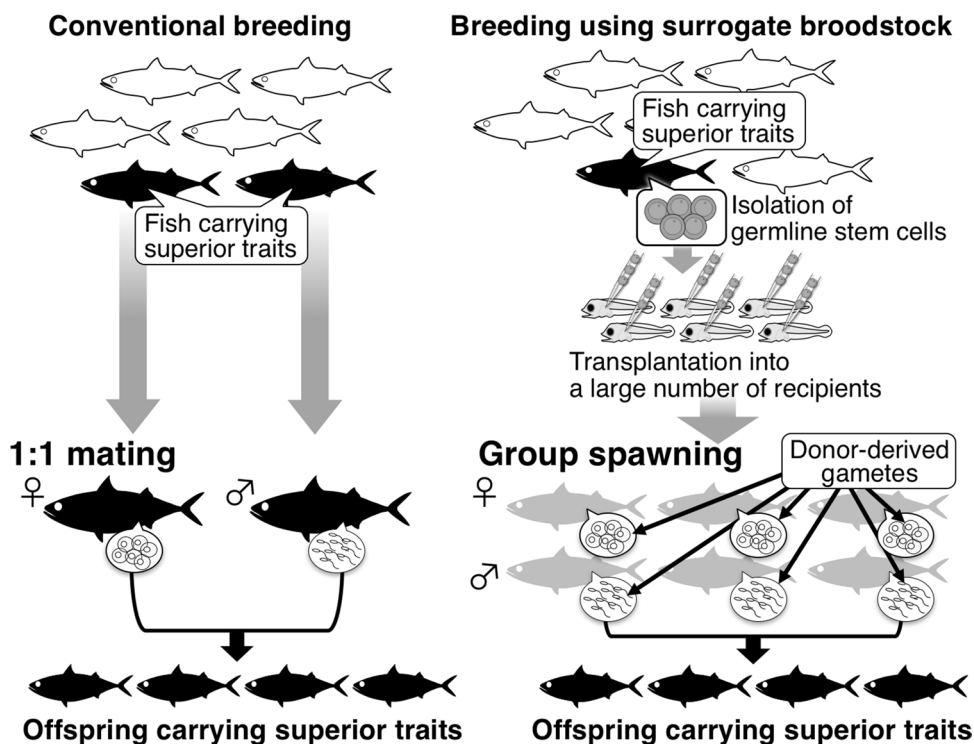 Conventional breeding
Fish carrying
superior traits
1:1 mating
♀
♂
Offspring carrying superior traits
Breeding using surrogate broodstock
Fish carrying
superior traits
Isolation of
germline stem cells
Transplantation into
a large number of recipients
Group spawning
Donor-derived
gametes
♀
♂
Offspring carrying superior traits